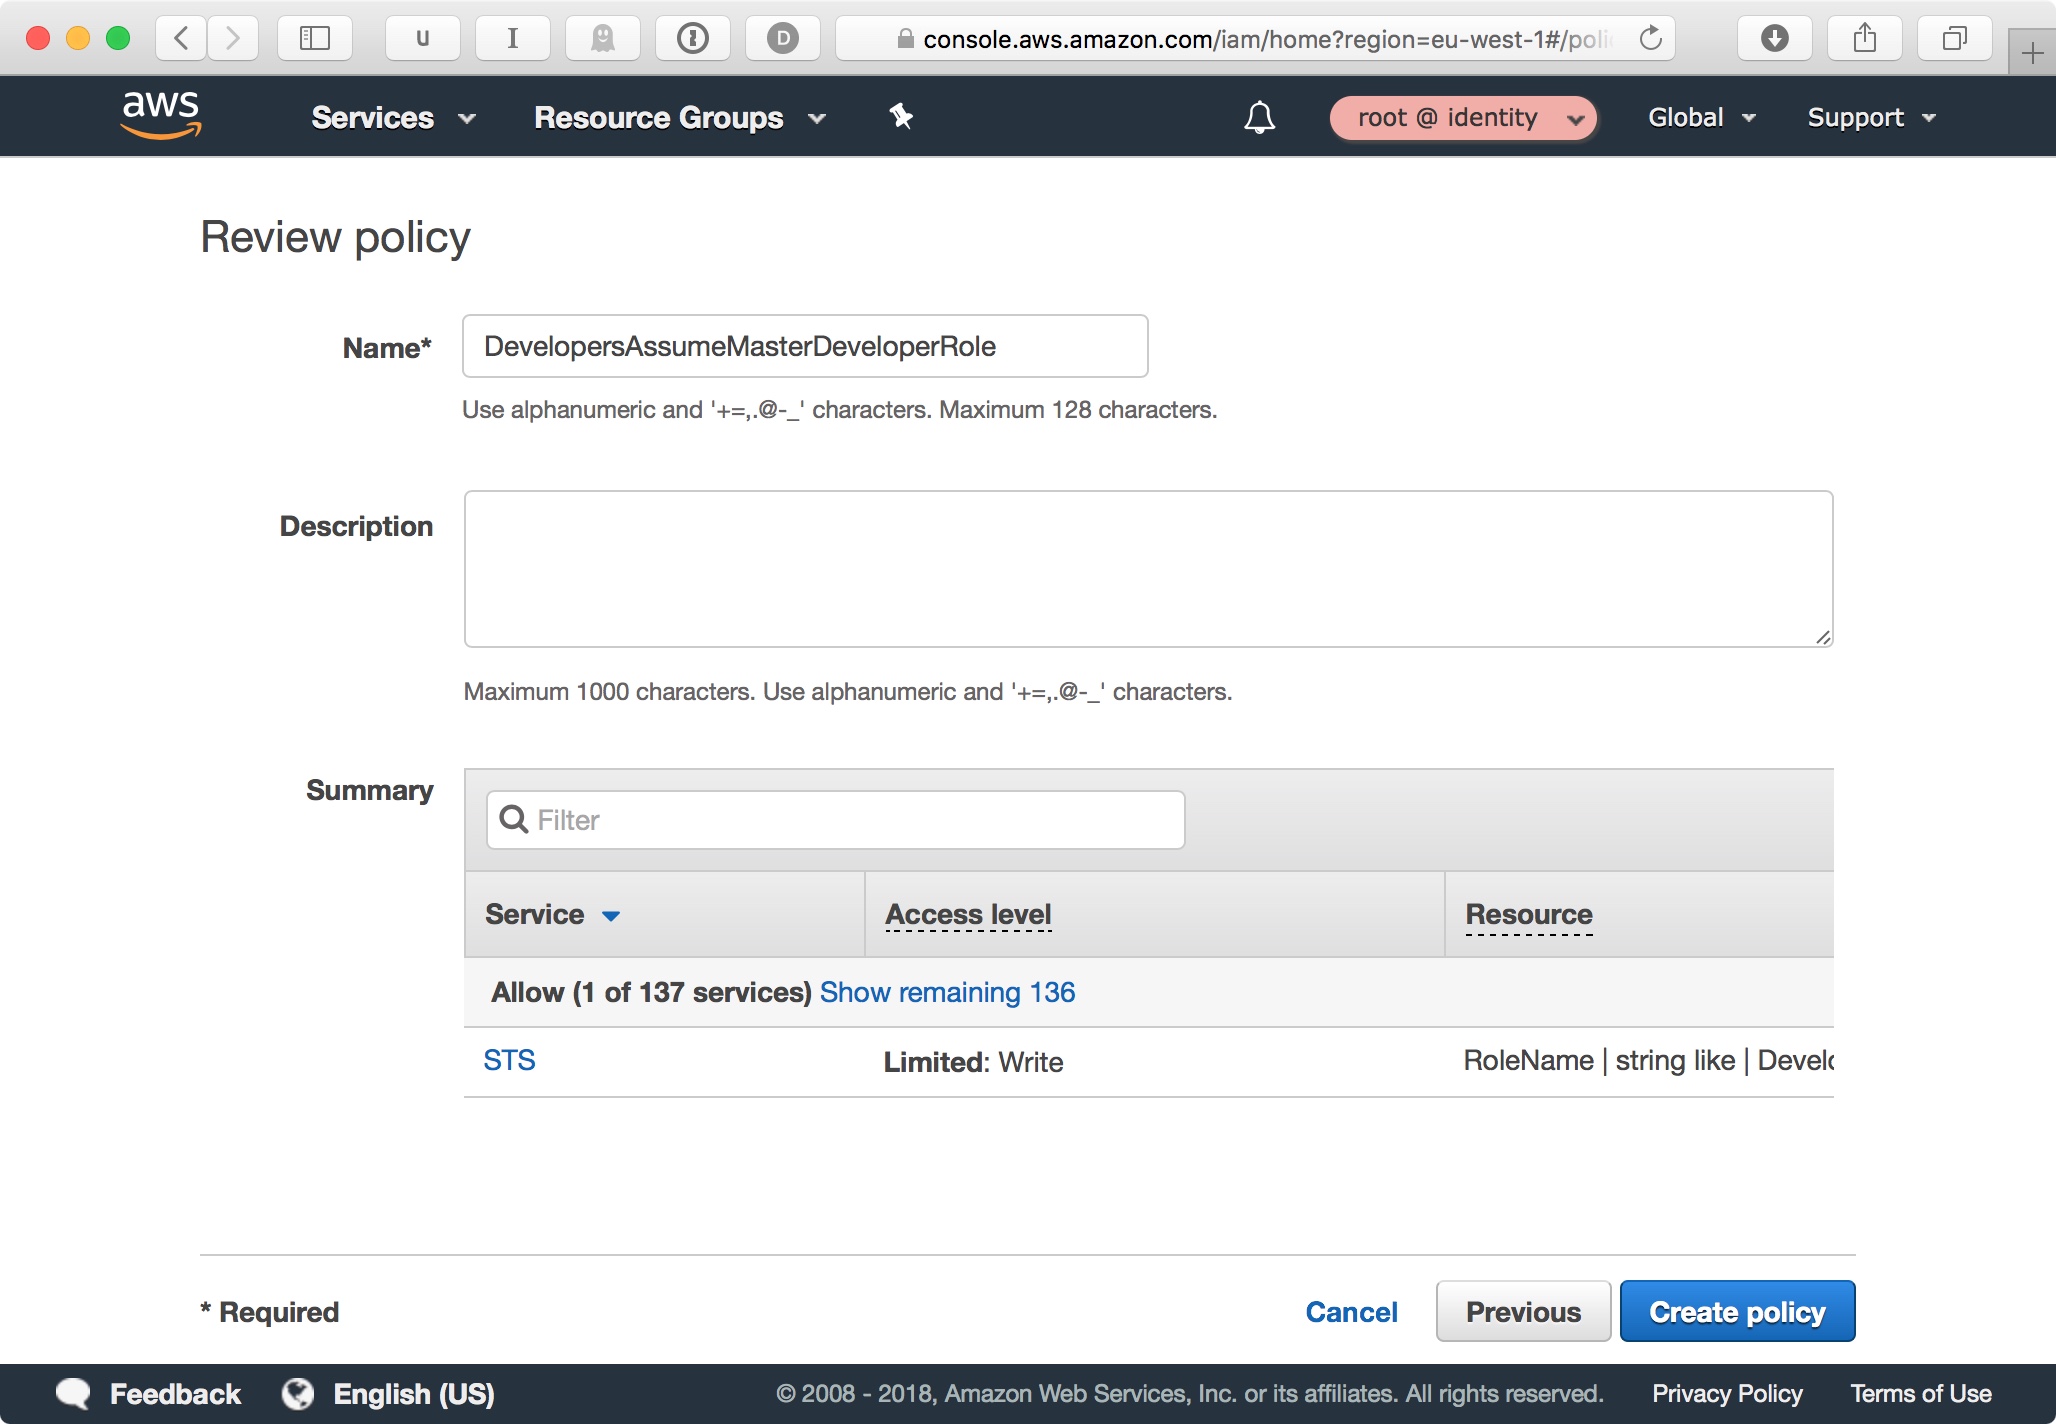 u I D console.aws.amazon.com/iam/home?region=eu-west-1#/poli
aws Services Resource Groups root @ identity Global Support
Review policy
Name* DevelopersAssumeMasterDeveloperRole
Use alphanumeric and '+=,.@-_' characters. Maximum 128 characters.
Description
Maximum 1000 characters. Use alphanumeric and '+=,.@-_' characters.
Summary Filter
Service Access level Resource
Allow (1 of 137 services) Show remaining 136
STS Limited: Write RoleName | string like | Develo
* Required Cancel Previous Create policy
Feedback English (US) © 2008 - 2018, Amazon Web Services, Inc. or its affiliates. All rights reserved. Privacy Policy Terms of Use